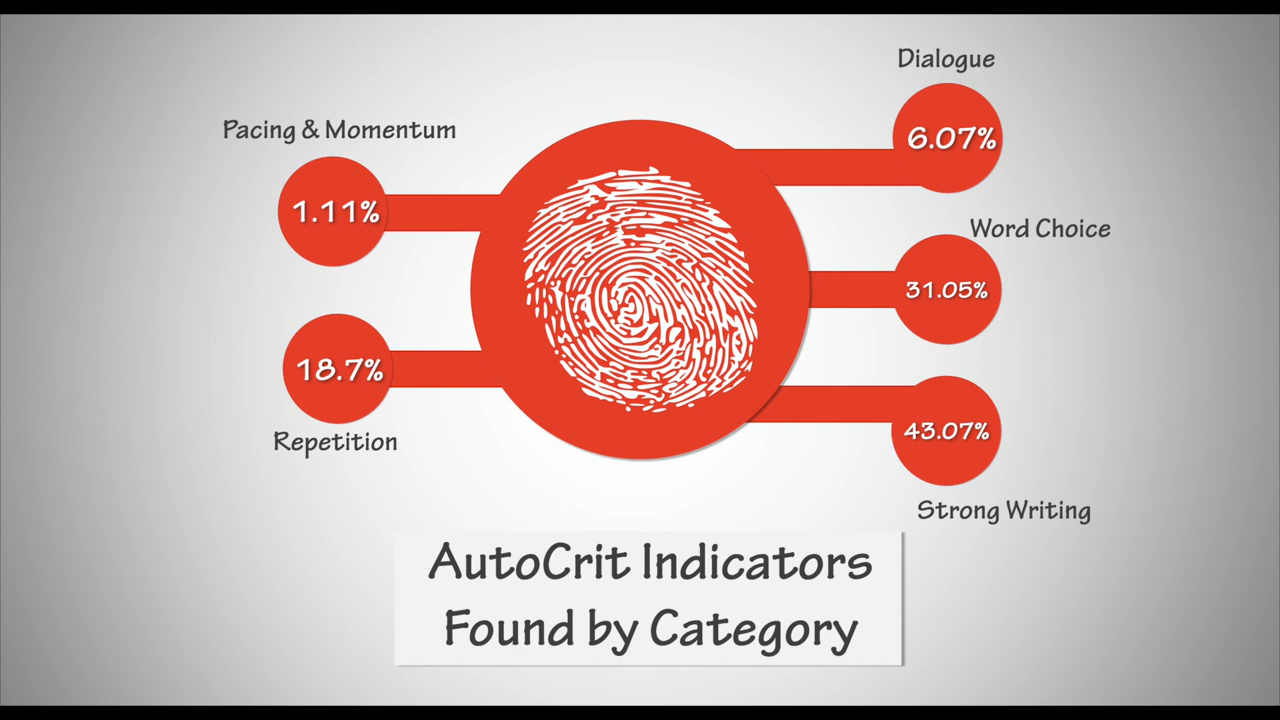 Dialogue
6.07%
Pacing & Momentum
1.11%
Word Choice
31.05%
18.7%
Repetition
43.07%
Strong Writing
AutoCrit Indicators
Found by Category